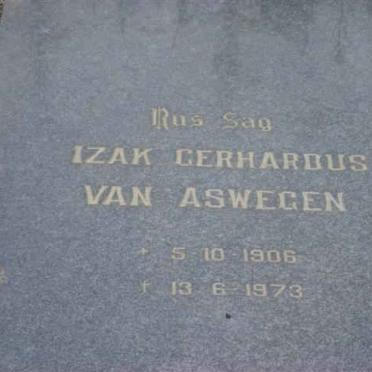 Rus Sag
IZAK GERHARDUS
VAN ASWEGEN
* 5-10-1906
† 13-6-1973